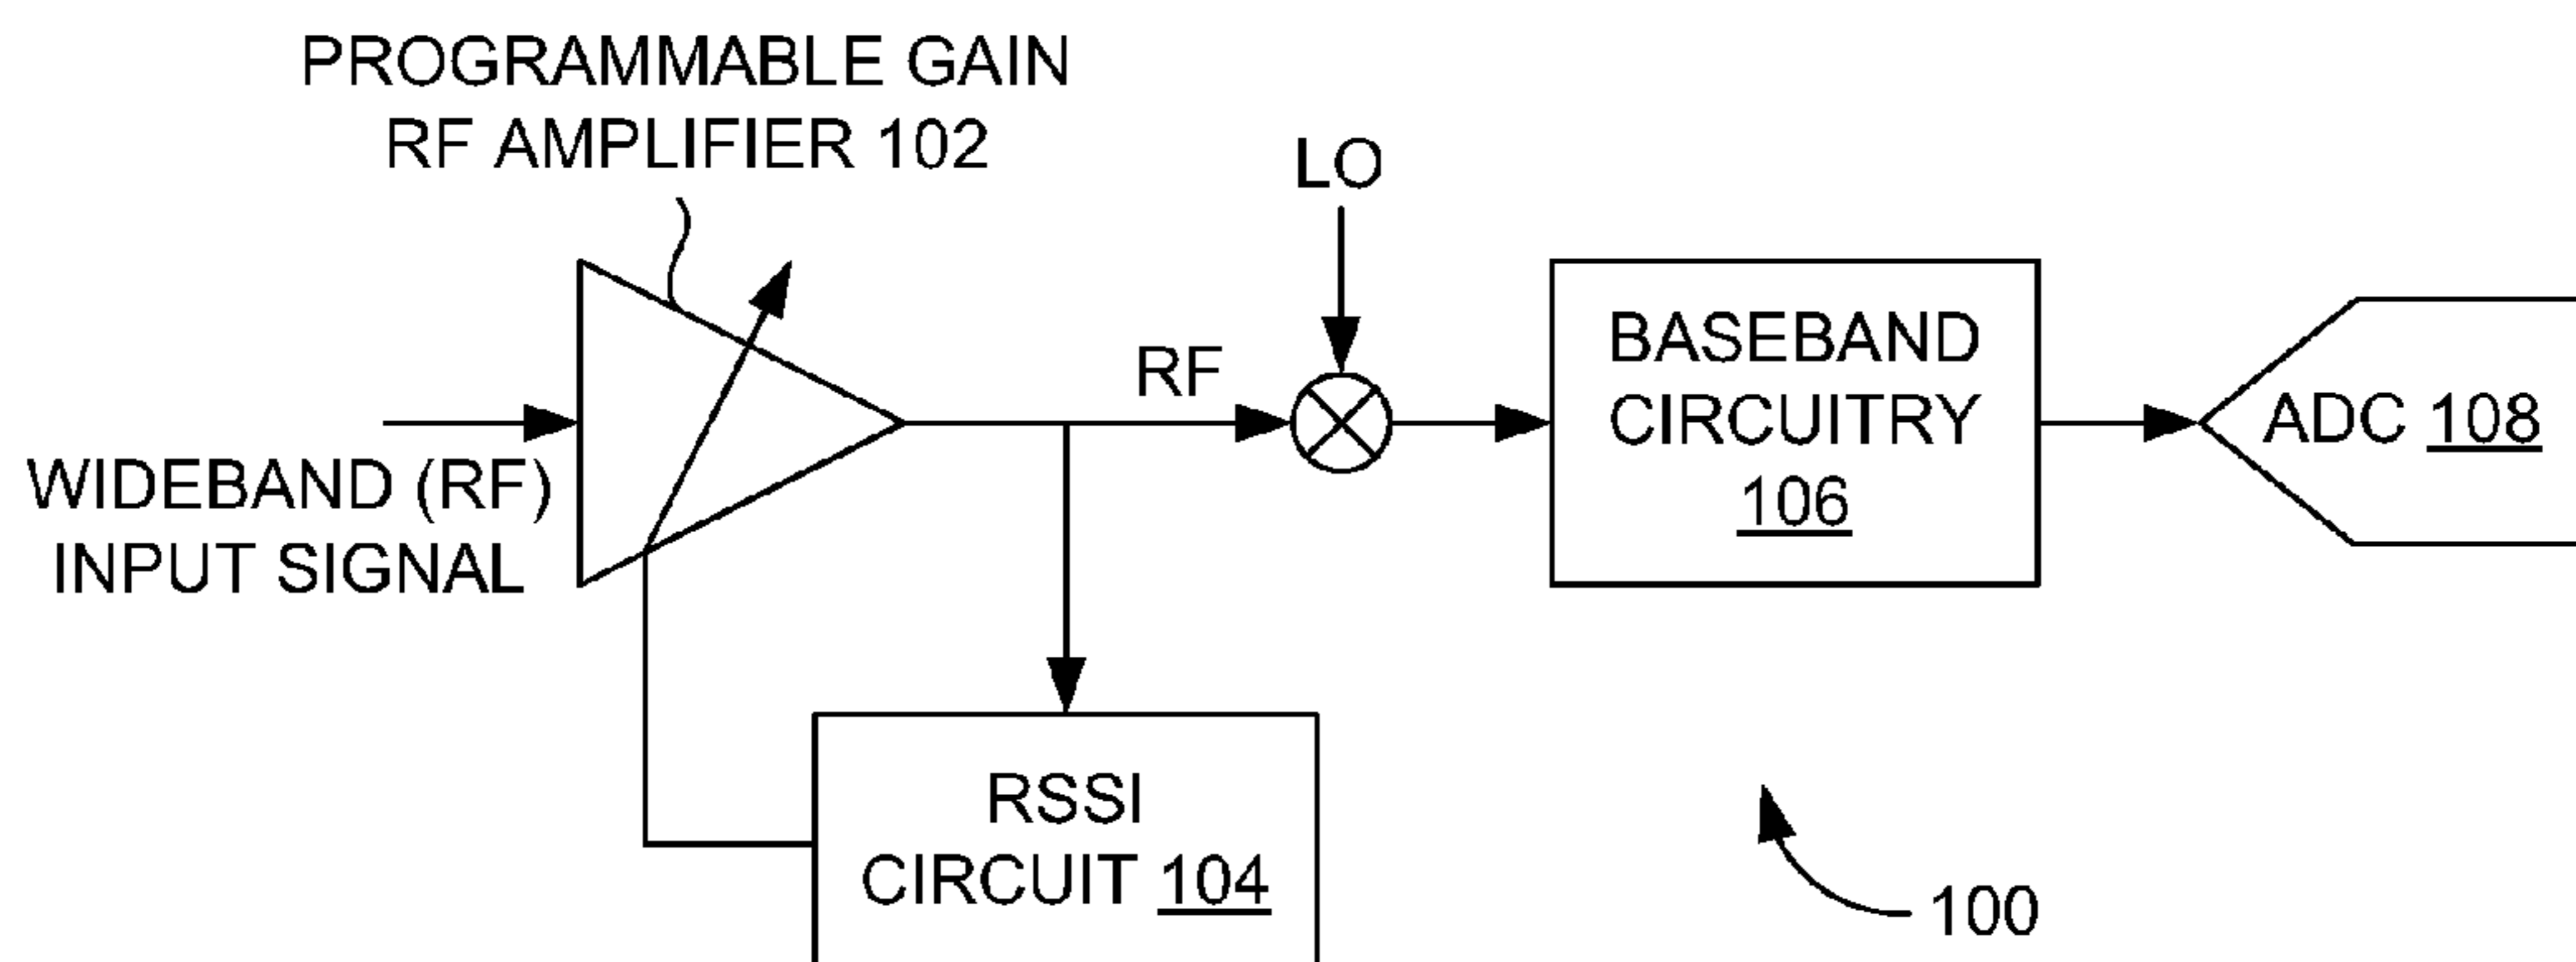 PROGRAMMABLE GAIN
RF AMPLIFIER 102
LO
RF
WIDEBAND (RF)
INPUT SIGNAL
BASEBAND
CIRCUITRY
106
ADC 108
RSSI
CIRCUIT 104
100